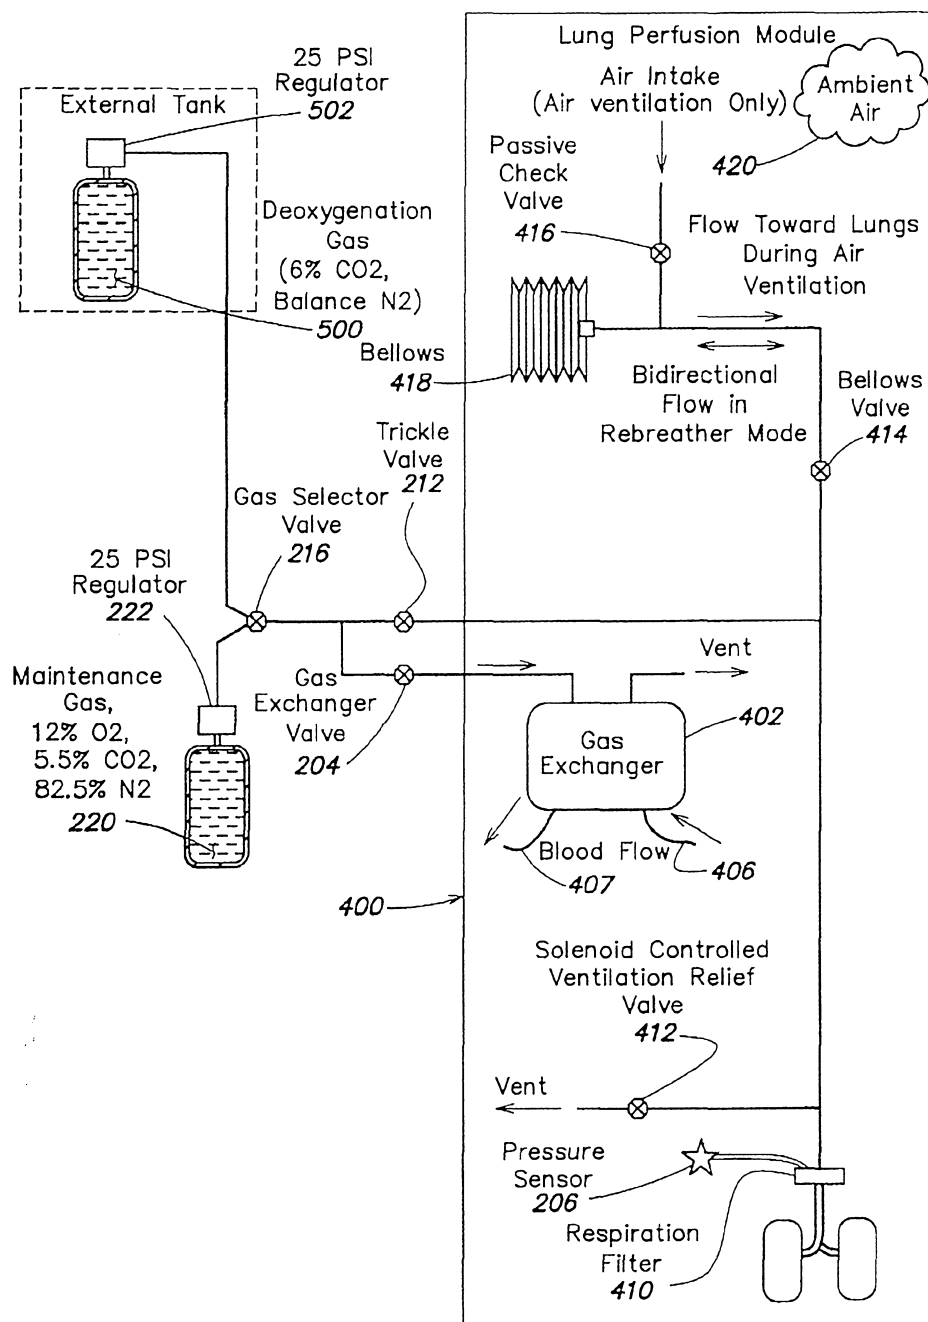 Lung Perfusion Module
25 PSI
Regulator
502
External Tank
Air Intake
(Air ventilation Only)
Ambient
Air
420
Passive
Check
Valve
416
Deoxygenation
Gas
(6% CO2,
Balance N2)
500
Flow Toward Lungs
During Air
Ventilation
Bellows
418
Bidirectional
Flow in
Rebreather Mode
Bellows
Valve
414
Trickle
Valve
212
Gas Selector
Valve
216
25 PSI
Regulator
222
Maintenance
Gas,
12% O2,
5.5% CO2,
82.5% N2
220
Gas
Exchanger
Valve
204
Vent
402
Gas
Exchanger
Blood Flow
407
406
400
Solenoid Controlled
Ventilation Relief
Valve
412
Vent
Pressure
Sensor
206
Respiration
Filter
410